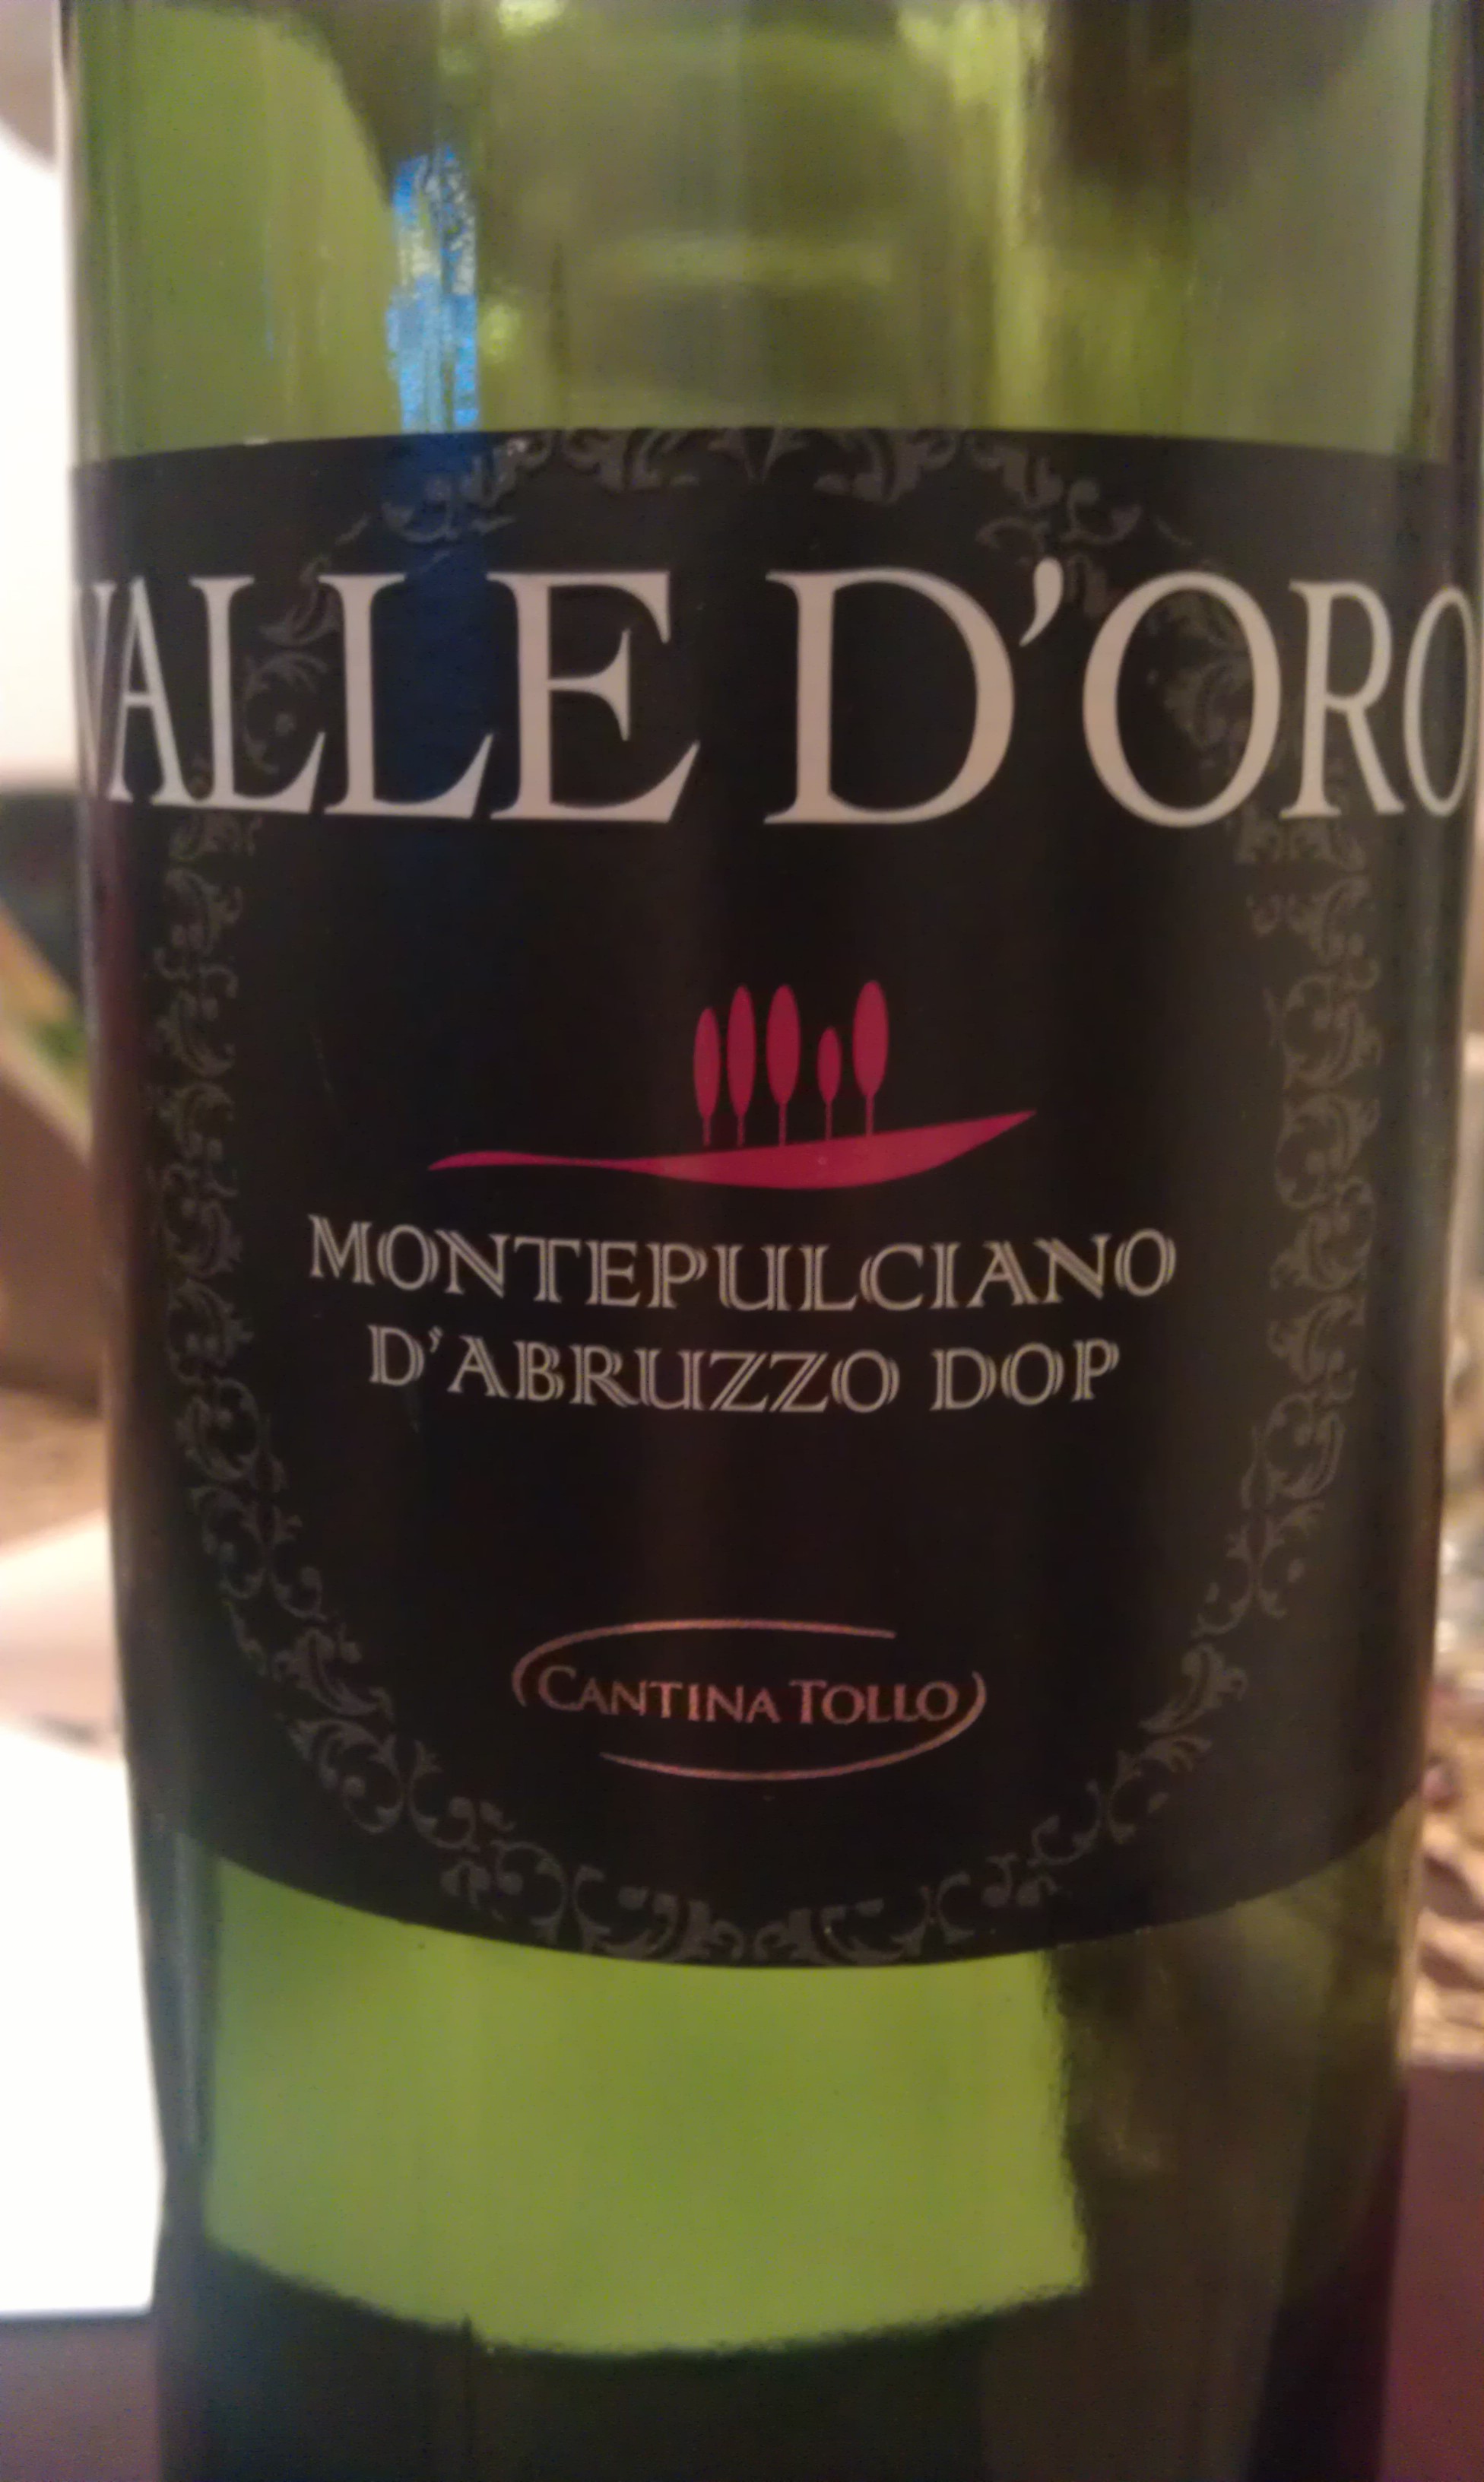 VALLE D'ORO
MONTEPULCIANO
D'ABRUZZO DOP
CANTINA TOLLO